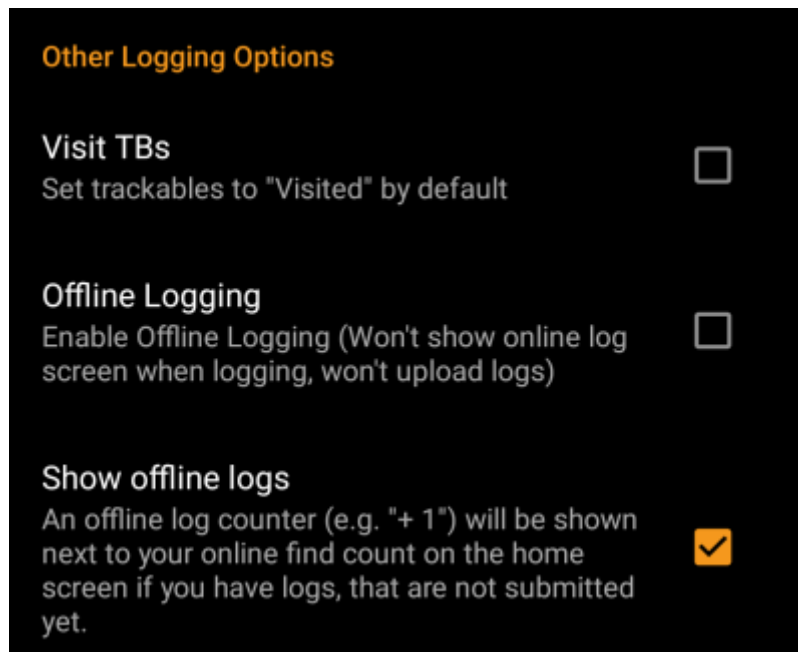 Other Logging Options
Visit TBs
Set trackables to "Visited" by default
Offline Logging
Enable Offline Logging (Won't show online log
screen when logging, won't upload logs)
Show offline logs
An offline log counter (e.g. "+ 1") will be shown
next to your online find count on the home
screen if you have logs, that are not submitted
yet.